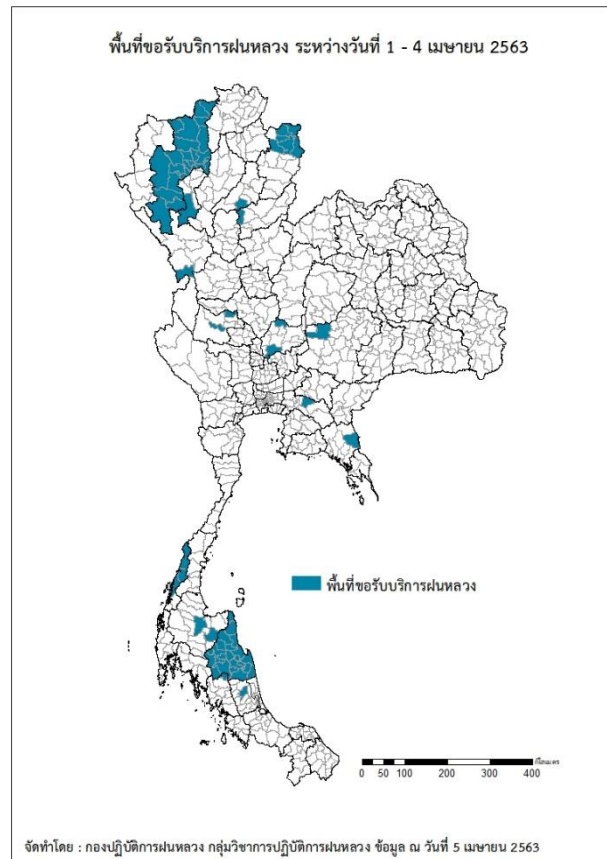 พื้นที่ขอรับบริการฝนหลวง ระหว่างวันที่ 1 - 4 เมษายน 2563
พื้นที่ขอรับบริการฝนหลวง
กิโลเมตร
0 50 100 200 300 400
จัดทำโดย : กองปฏิบัติการฝนหลวง กลุ่มวิชาการปฏิบัติการฝนหลวง ข้อมูล ณ วันที่ 5 เมษายน 2563